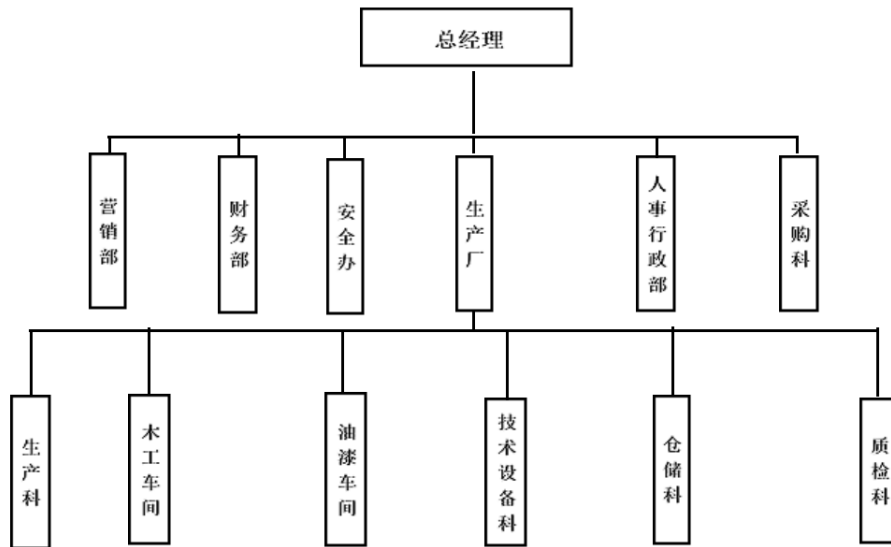 总经理
营销部
财务部
安全办
生产厂
人事行政部
采购科
生产科
木工车间
油漆车间
技术设备科
仓储科
质检科